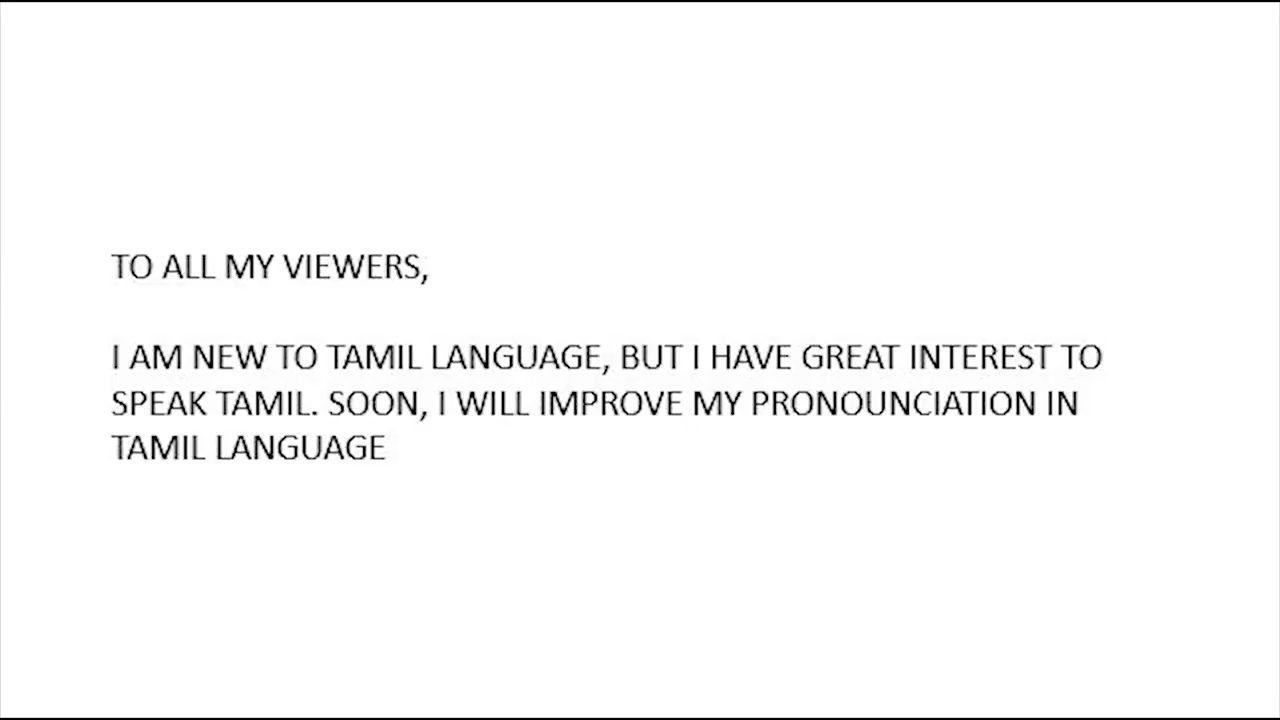 TO ALL MY VIEWERS,
I AM NEW TO TAMIL LANGUAGE, BUT I HAVE GREAT INTEREST TO
SPEAK TAMIL. SOON, I WILL IMPROVE MY PRONOUNCIATION IN
TAMIL LANGUAGE